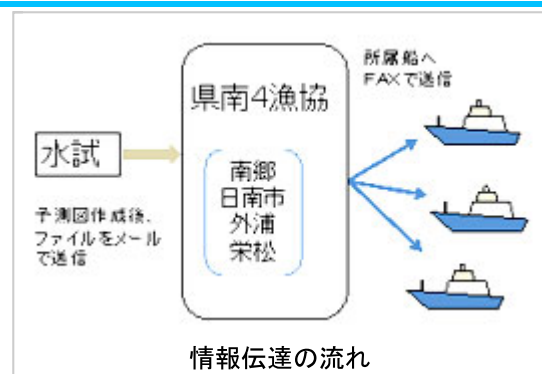 水試
予測図作成後、
ファイルをメール
で送信
県南4漁協
南郷
日南市
外浦
栄松
所属船へ
FAXで送信
情報伝達の流れ